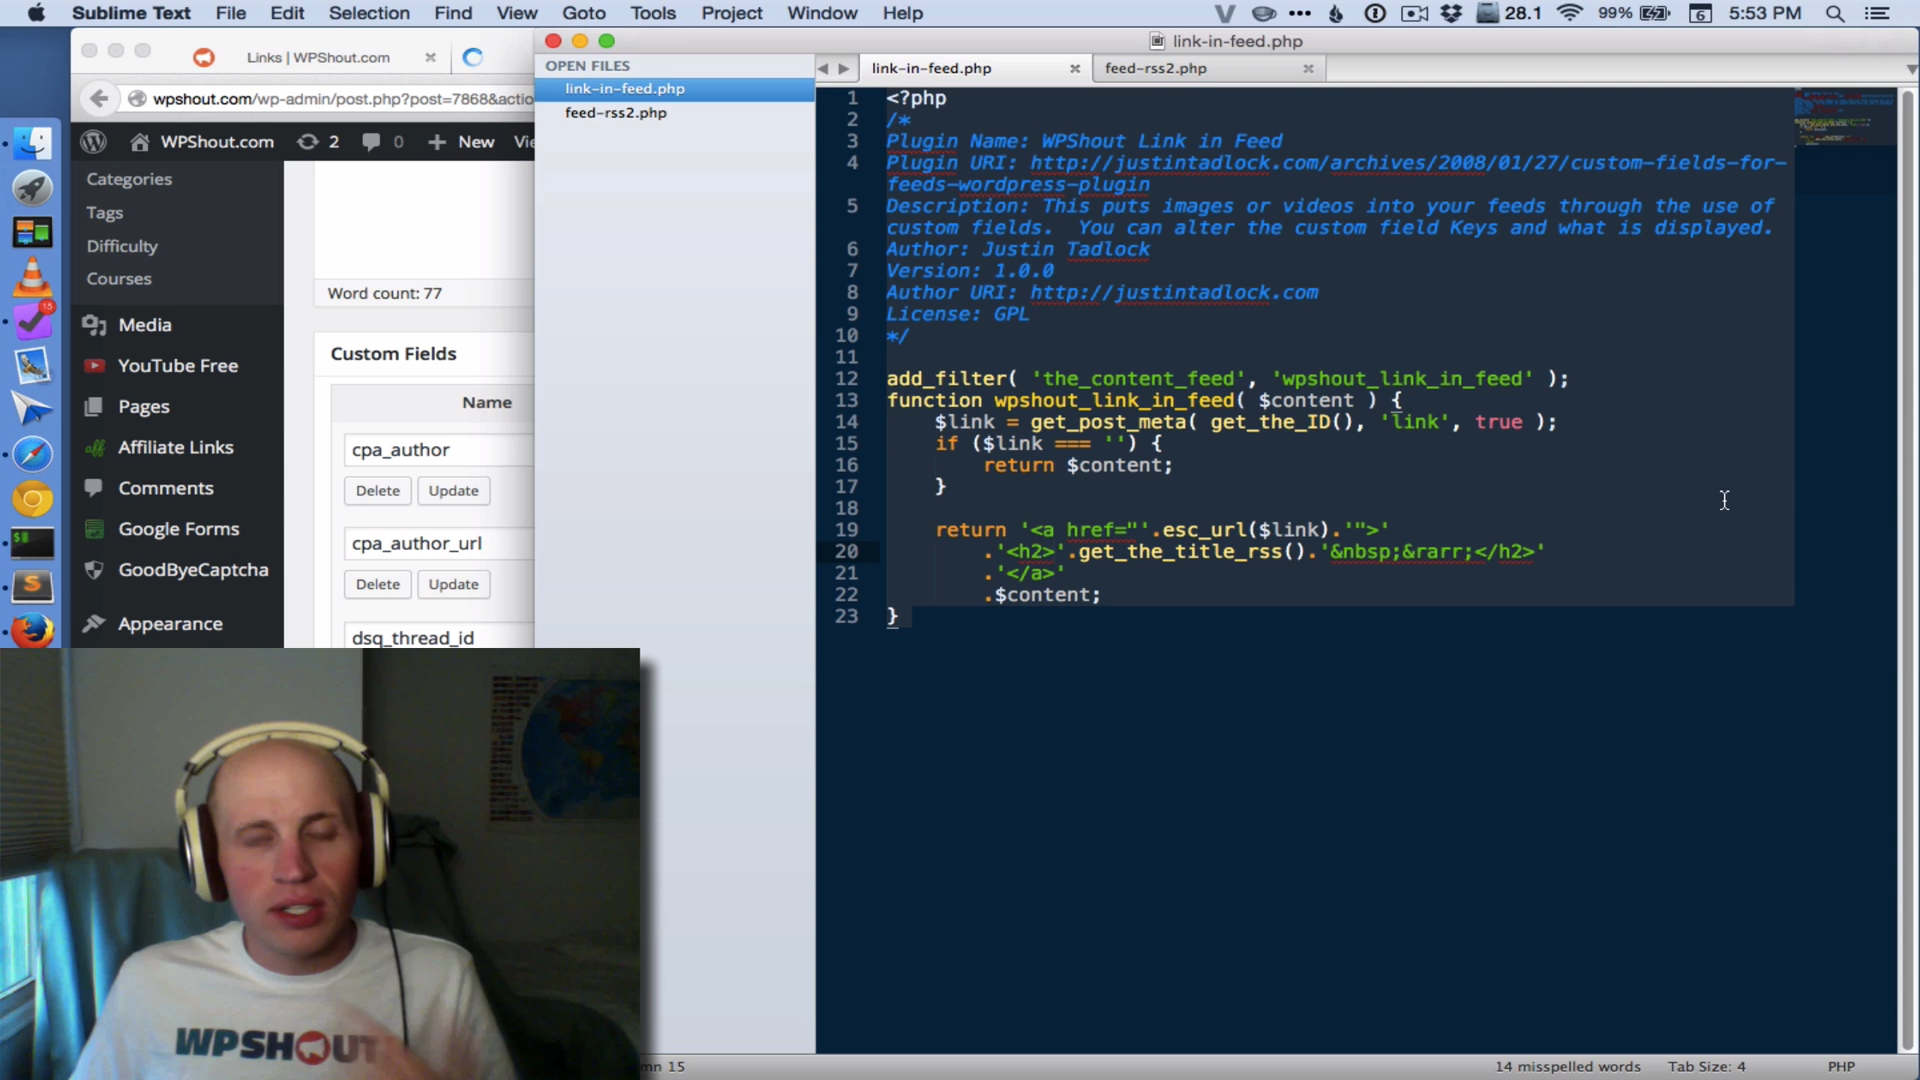 Sublime Text File Edit Selection Find View Goto Tools Project Window Help 28.1 99% 6 5:53 PM
Links | WPShout.com
wpshout.com/wp-admin/post.php?post=7868&actio
WPShout.com 2 0 + New Vi
Categories
Tags
Difficulty
Courses
Media
YouTube Free
Pages
Affiliate Links
Comments
Google Forms
GoodByeCaptcha
Appearance
15
Word count: 77
Custom Fields
Name
cpa_author
Delete Update
cpa_author_url
Delete Update
dsq_thread_id
link-in-feed.php
OPEN FILES
link-in-feed.php
feed-rss2.php
link-in-feed.php feed-rss2.php
1 <?php
2 /*
3 Plugin Name: WPShout Link in Feed
4 Plugin URI: http://justintadlock.com/archives/2008/01/27/custom-fields-for-
feeds-wordpress-plugin
5 Description: This puts images or videos into your feeds through the use of
custom fields.  You can alter the custom field Keys and what is displayed.
6 Author: Justin Tadlock
7 Version: 1.0.0
8 Author URI: http://justintadlock.com
9 License: GPL
10 */
11
12 add_filter( 'the_content_feed', 'wpshout_link_in_feed' );
13 function wpshout_link_in_feed( $content ) {
14     $link = get_post_meta( get_the_ID(), 'link', true );
15     if ($link === '') {
16         return $content;
17     }
18
19     return '<a href="'.esc_url($link).'">'
20         .'<h2>'.get_the_title_rss().'&nbsp;&rarr;</h2>'
21         .'</a>'
22         .$content;
23 }
WPSHOUT
mn 15
14 misspelled words Tab Size: 4 PHP